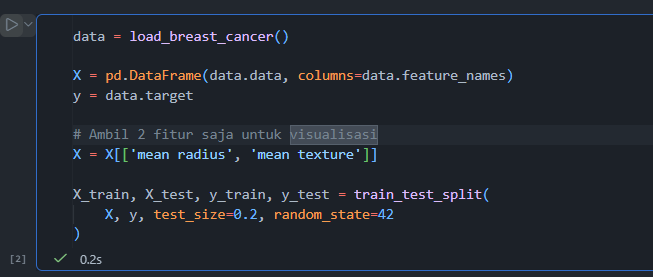 data = load_breast_cancer()
X = pd.DataFrame(data.data, columns=data.feature_names)
y = data.target
# Ambil 2 fitur saja untuk visualisasi
X = X[['mean radius', 'mean texture']]
X_train, X_test, y_train, y_test = train_test_split(
    X, y, test_size=0.2, random_state=42
)
[2] 0.2s